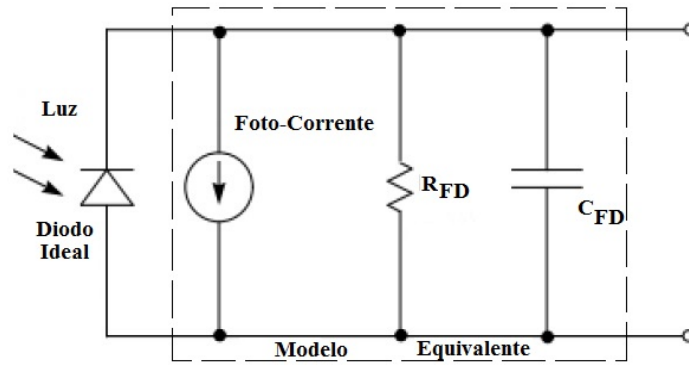 Luz
Foto-Corrente
RFD
CFD
Diodo
Ideal
Modelo Equivalente